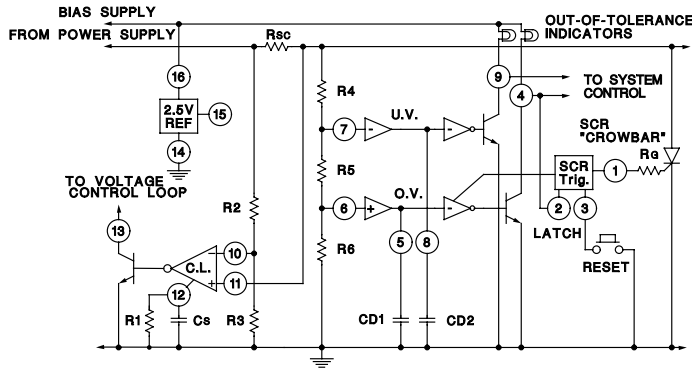 BIAS SUPPLY
FROM POWER SUPPLY
RSC
OUT-OF-TOLERANCE
INDICATORS
16
2.5V
REF
15
14
R4
7
-
U.V.
-
9
4
TO SYSTEM
CONTROL
SCR
"CROWBAR"
RG
SCR
Trig.
1
2
3
LATCH
RESET
R5
6
+
O.V.
-
5
8
R6
TO VOLTAGE
CONTROL LOOP
13
R2
10
-
C.L.
+
11
12
R1
CS
R3
CD1
CD2